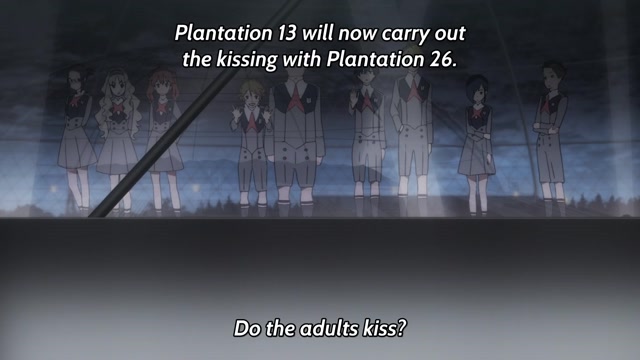 Plantation 13 will now carry out
the kissing with Plantation 26.
Do the adults kiss?